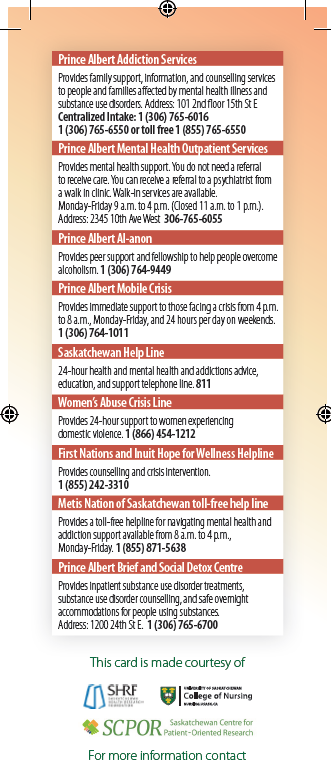 Prince Albert Addiction Services
Provides family support, information, and counselling services
to people and families affected by mental health illness and
substance use disorders. Address: 101 2nd floor 15th St E
Centralized Intake: 1 (306) 765-6016
1 (306) 765-6550 or toll free 1 (855) 765-6550
Prince Albert Mental Health Outpatient Services
Provides mental health support. You do not need a referral
to receive care. You can receive a referral to a psychiatrist from
a walk in clinic. Walk-in services are available.
Monday-Friday 9 a.m. to 4 p.m. (Closed 11 a.m. to 1 p.m.).
Address: 2345 10th Ave West 306-765-6055
Prince Albert Al-anon
Provides peer support and fellowship to help people overcome
alcoholism. 1 (306) 764-9449
Prince Albert Mobile Crisis
Provides immediate support to those facing a crisis from 4 p.m.
to 8 a.m., Monday-Friday, and 24 hours per day on weekends.
1 (306) 764-1011
Saskatchewan Help Line
24-hour health and mental health and addictions advice,
education, and support telephone line. 811
Women's Abuse Crisis Line
Provides 24-hour support to women experiencing
domestic violence. 1 (866) 454-1212
First Nations and Inuit Hope for Wellness Helpline
Provides counselling and crisis intervention.
1 (855) 242-3310
Metis Nation of Saskatchewan toll-free help line
Provides a toll-free helpline for navigating mental health and
addiction support available from 8 a.m. to 4 p.m.,
Monday-Friday. 1 (855) 871-5638
Prince Albert Brief and Social Detox Centre
Provides inpatient substance use disorder treatments,
substance use disorder counselling, and safe overnight
accommodations for people using substances.
Address: 1200 24th St E. 1 (306) 765-6700
This card is made courtesy of
SHRF
SASKATCHEWAN
HEALTH RESEARCH
FOUNDATION
UNIVERSITY OF SASKATCHEWAN
College of Nursing
NURSING.USASK.CA
SCPOR
Saskatchewan Centre for
Patient-Oriented Research
For more information contact